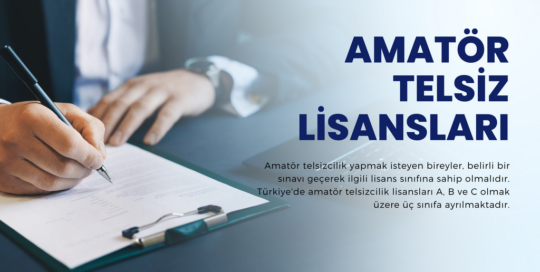 AMATÖR
TELSİZ
LİSANSLARI
Amatör telsizcilik yapmak isteyen bireyler, belirli bir
sınavı geçerek ilgili lisans sınıfına sahip olmalıdır.
Türkiye'de amatör telsizcilik lisansları A, B ve C olmak
üzere üç sınıfa ayrılmaktadır.